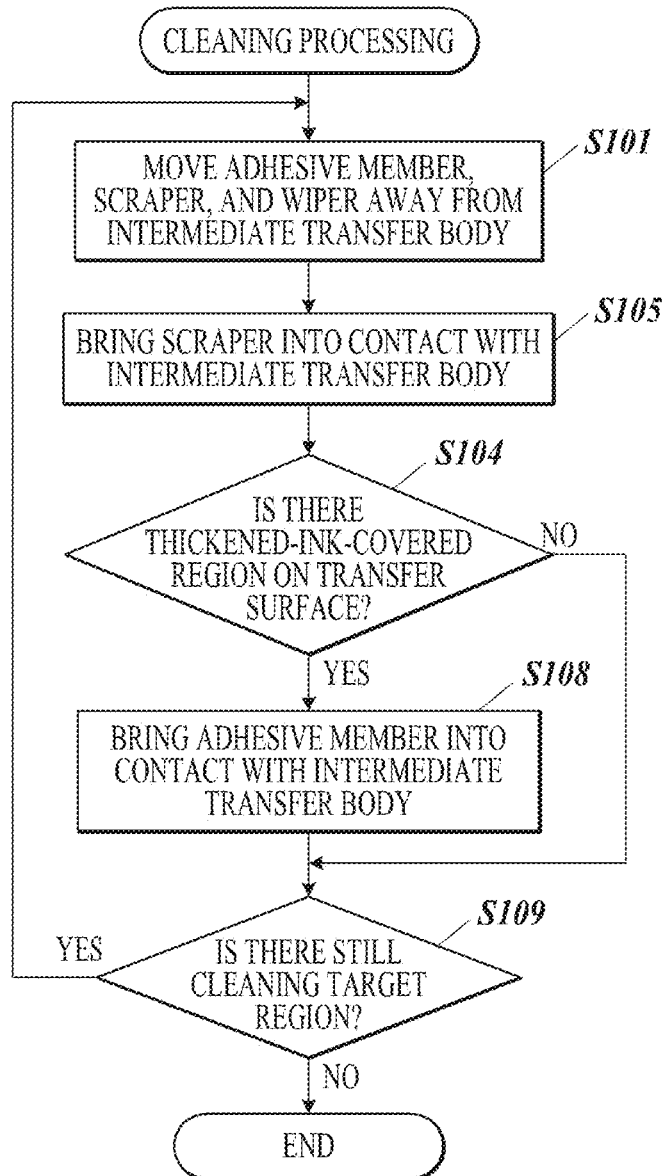 CLEANING PROCESSING
S101
MOVE ADHESIVE MEMBER,
SCRAPER, AND WIPER AWAY FROM
INTERMEDIATE TRANSFER BODY
S105
BRING SCRAPER INTO CONTACT WITH
INTERMEDIATE TRANSFER BODY
S104
IS THERE
THICKENED-INK-COVERED
REGION ON TRANSFER
SURFACE?
NO
YES
S108
BRING ADHESIVE MEMBER INTO
CONTACT WITH INTERMEDIATE
TRANSFER BODY
S109
YES
IS THERE STILL
CLEANING TARGET
REGION?
NO
END